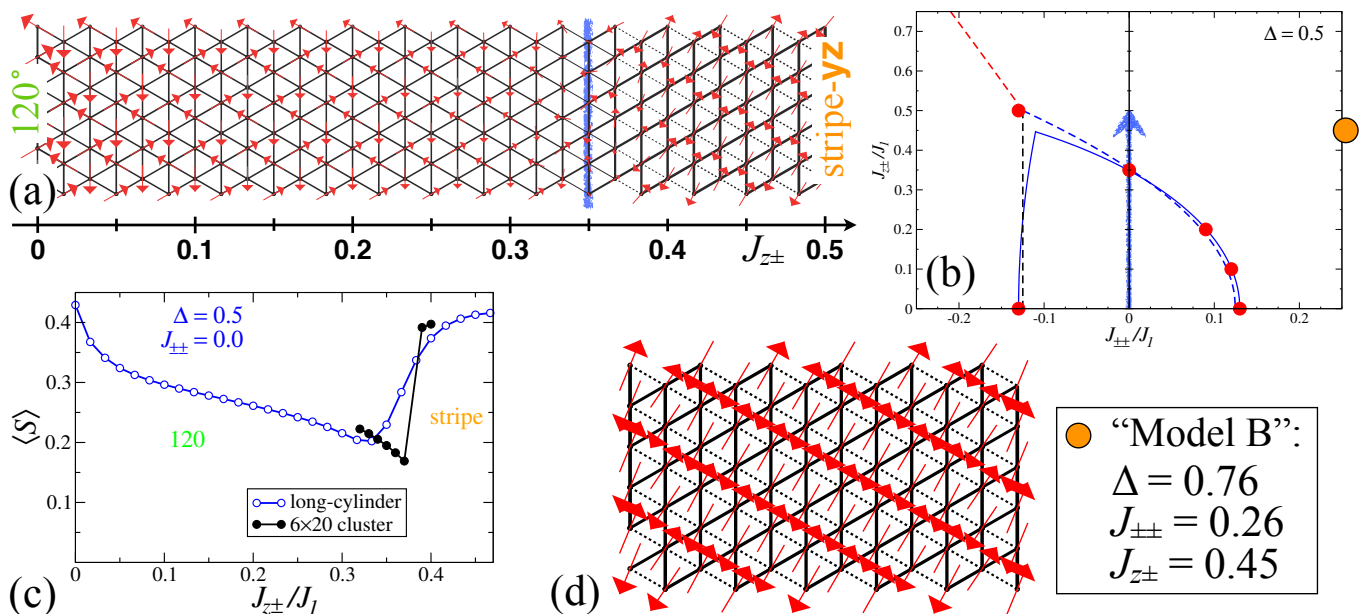 120°
stripe-yz
(a)
0
0.1
0.2
0.3
0.4
J_{z±}
0.5
Δ = 0.5
0.7
0.6
0.5
0.4
0.3
0.2
0.1
0
J_{z±}/J_1
-0.2
-0.1
0
0.1
0.2
J_{±±}/J_1
(b)
Δ = 0.5
J_{±±} = 0.0
0.4
0.3
0.2
0.1
⟨S⟩
stripe
120
long-cylinder
6×20 cluster
0
0.1
0.2
0.3
0.4
J_{z±}/J_1
(c)
(d)
“Model B”:
Δ = 0.76
J_{±±} = 0.26
J_{z±} = 0.45